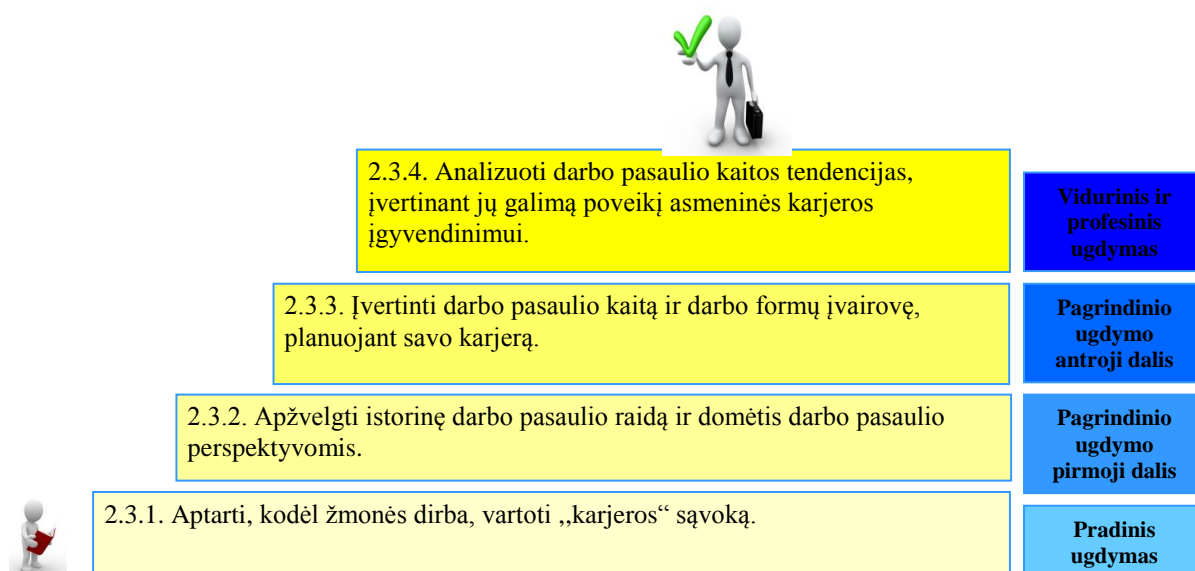 2.3.4. Analizuoti darbo pasaulio kaitos tendencijas,
įvertinant jų galimą poveikį asmeninės karjeros
įgyvendinimui.
Vidurinis ir
profesinis
ugdymas
2.3.3. Įvertinti darbo pasaulio kaitą ir darbo formų įvairovę,
planuojant savo karjerą.
Pagrindinio
ugdymo
antroji dalis
2.3.2. Apžvelgti istorinę darbo pasaulio raidą ir domėtis darbo pasaulio
perspektyvomis.
Pagrindinio
ugdymo
pirmoji dalis
2.3.1. Aptarti, kodėl žmonės dirba, vartoti ,,karjeros“ sąvoką.
Pradinis
ugdymas